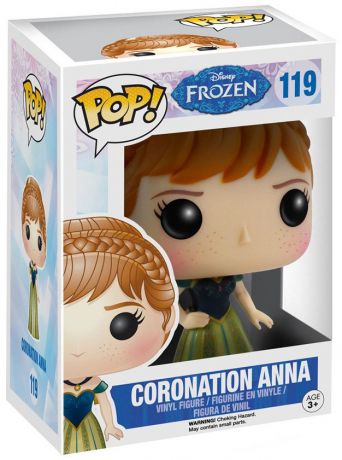 POP!
Disney
FROZEN
119
CORONATION ANNA
119
CORONATION ANNA
VINYL FIGURE / FIGURINE EN VINYLE /
FIGURA DE VINIL
WARNING! CHOKING HAZARD.
May contain small parts.
AGE
3+